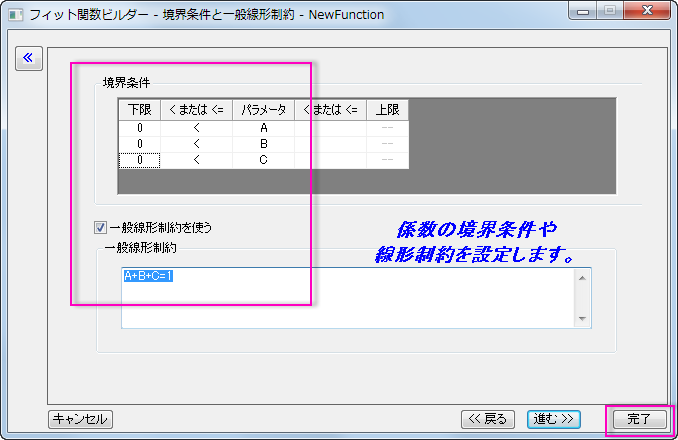 フィット関数ビルダー - 境界条件と一般線形制約 - NewFunction
«
境界条件
下限 < または <= パラメータ < または <= 上限
0 < A --
0 < B --
0 < C --
一般線形制約を使う
一般線形制約
A+B+C=1
係数の境界条件や
線形制約を設定します。
キャンセル << 戻る 進む >> 完了